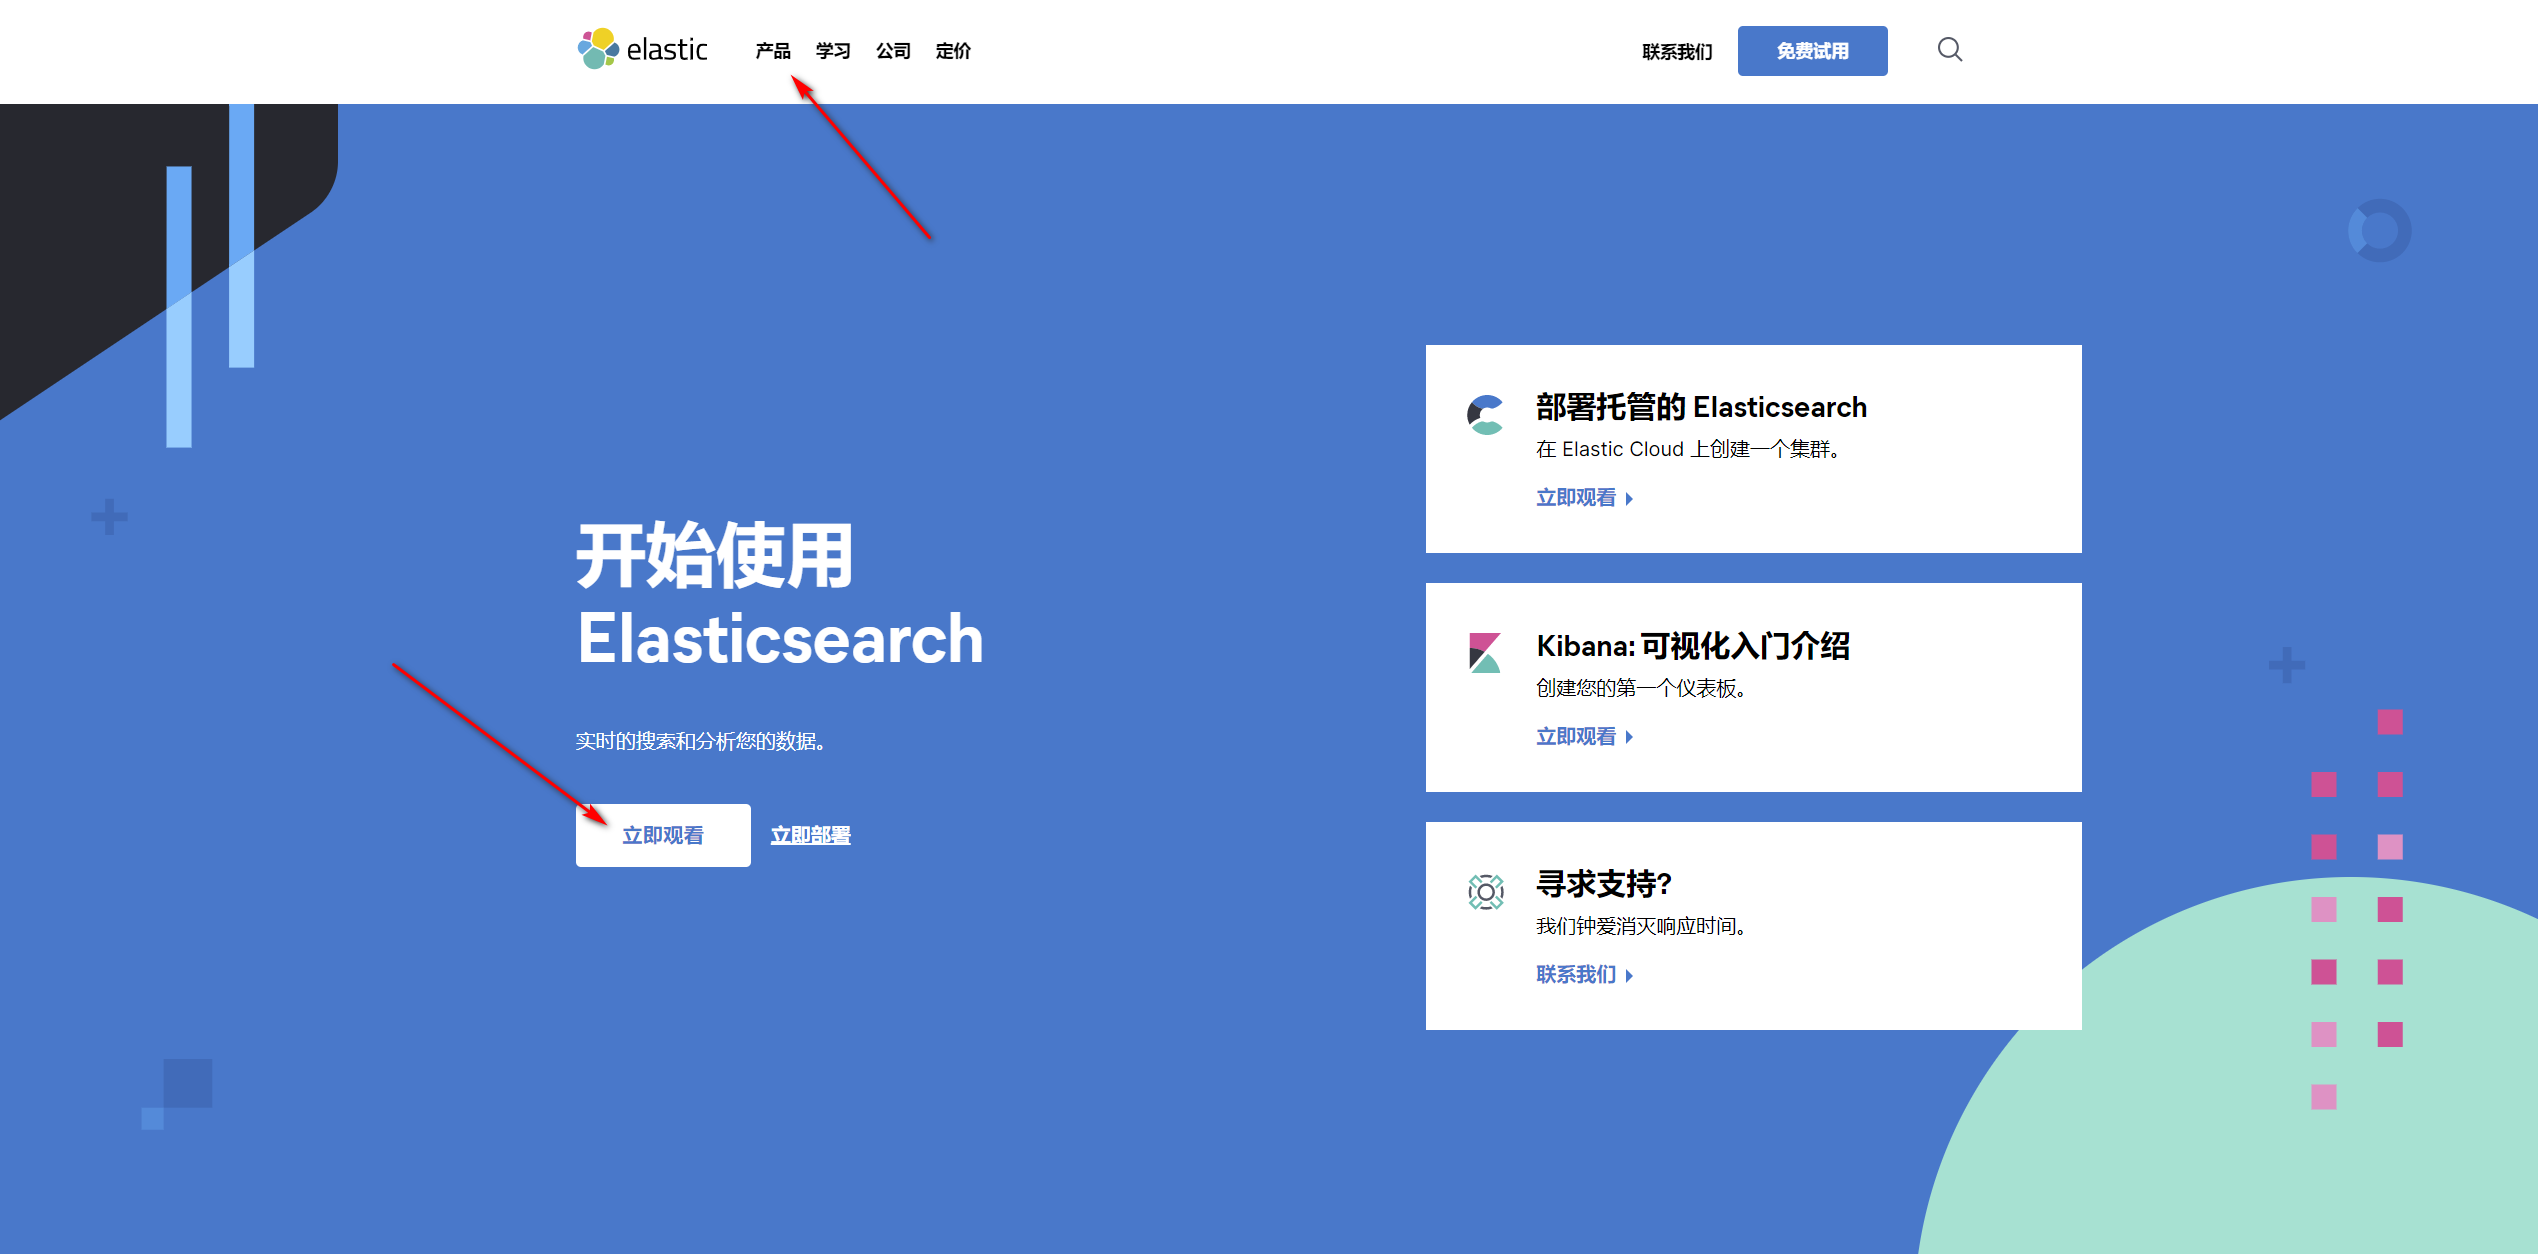 elastic
产品 学习 公司 定价
联系我们 免费试用
开始使用
Elasticsearch
实时的搜索和分析您的数据。
立即观看 立即部署
部署托管的 Elasticsearch
在 Elastic Cloud 上创建一个集群。
立即观看
Kibana: 可视化入门介绍
创建您的第一个仪表板。
立即观看
寻求支持?
我们钟爱消灭响应时间。
联系我们